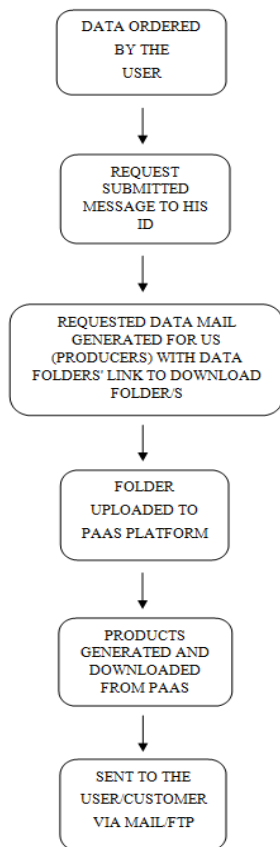 DATA ORDERED
BY THE
USER
REQUEST
SUBMITTED
MESSAGE TO HIS
ID
REQUESTED DATA MAIL
GENERATED FOR US
(PRODUCERS) WITH DATA
FOLDERS' LINK TO DOWNLOAD
FOLDER/S
FOLDER
UPLOADED TO
PAAS PLATFORM
PRODUCTS
GENERATED AND
DOWNLOADED
FROM PAAS
SENT TO THE
USER/CUSTOMER
VIA MAIL/FTP